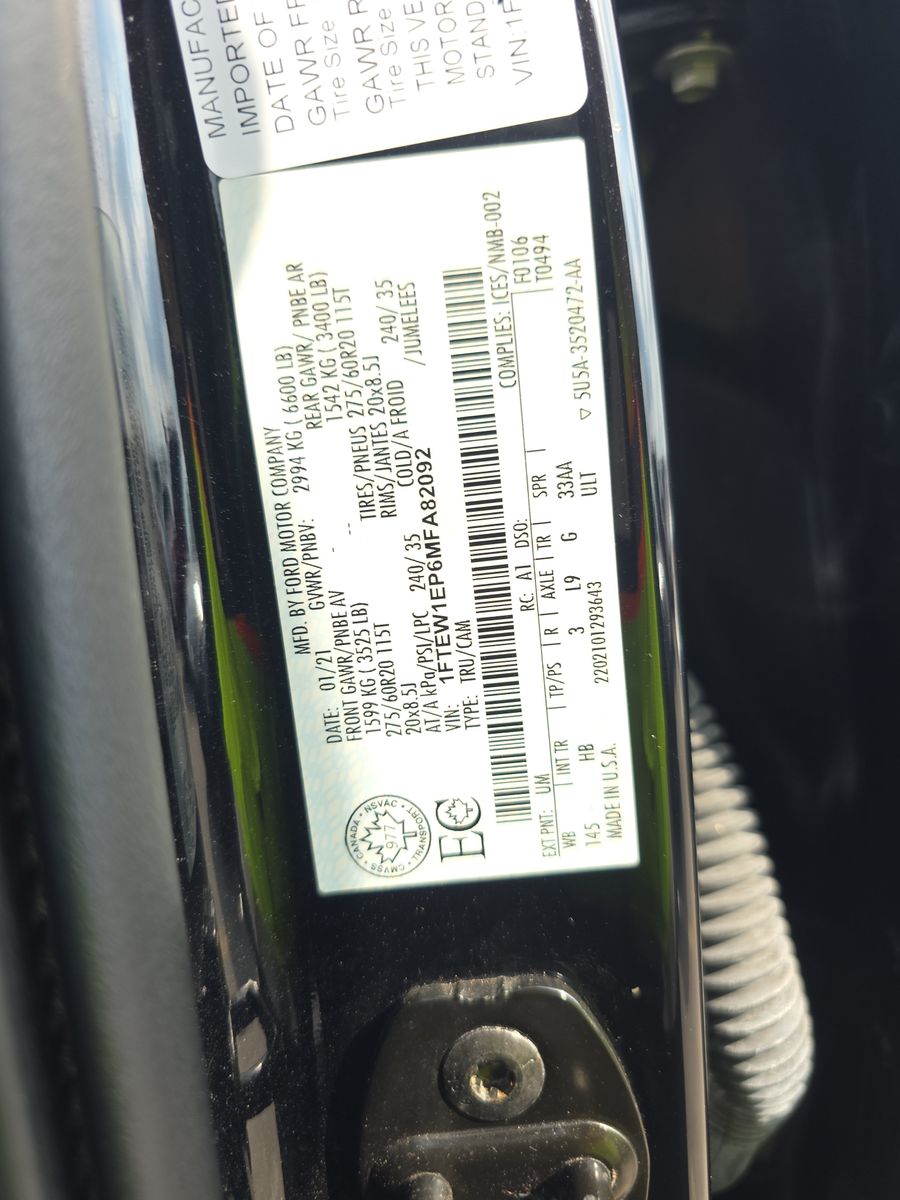 MANUFAC
IMPORTED
DATE OF
GAWR FR
Tire Size
GAWR R
Tire Size
THIS VE
MOTOR
STAND
VIN: 1F
MFD. BY FORD MOTOR COMPANY
DATE: 01/21 GVWR/PNBV: 2994 KG ( 6600 LB)
FRONT GAWR/PNBE AV - REAR GAWR/ PNBE AR
1599 KG ( 3525 LB) -- 1542 KG ( 3400 LB)
275/60R20 115T TIRES/PNEUS 275/60R20 115T
20x8.5J RIMS/JANTES 20x8.5J
AT/A kPa/PSI/LPC 240/ 35 COLD/A FROID 240/ 35
VIN: 1FTEW1EP6MFA82092 /JUMELEES
TYPE: TRU/CAM
CANADA • NSVAC • TRANSPORT • CMVSS •
977
EC
COMPLIES: ICES/NMB-002
EXT PNT: UM RC: A1 DSO: F0106
WB | INT TR | TP/PS | R | AXLE | TR | SPR | T0494
145 HB 3 L9 G 33AA
MADE IN U.S.A. 220210129​3643 ULT ▽ 5U5A-3520472-AA